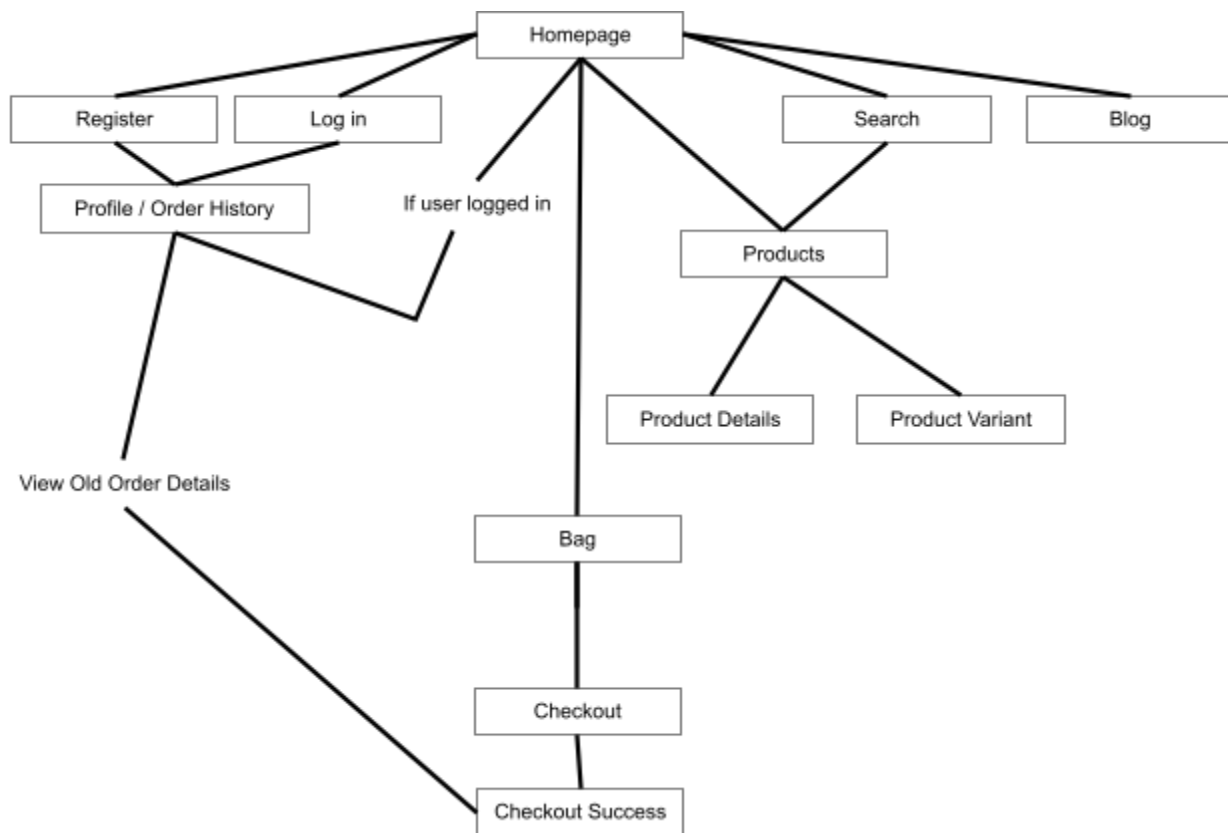 Homepage
Register
Log in
Search
Blog
Profile / Order History
If user logged in
Products
Product Details
Product Variant
View Old Order Details
Bag
Checkout
Checkout Success